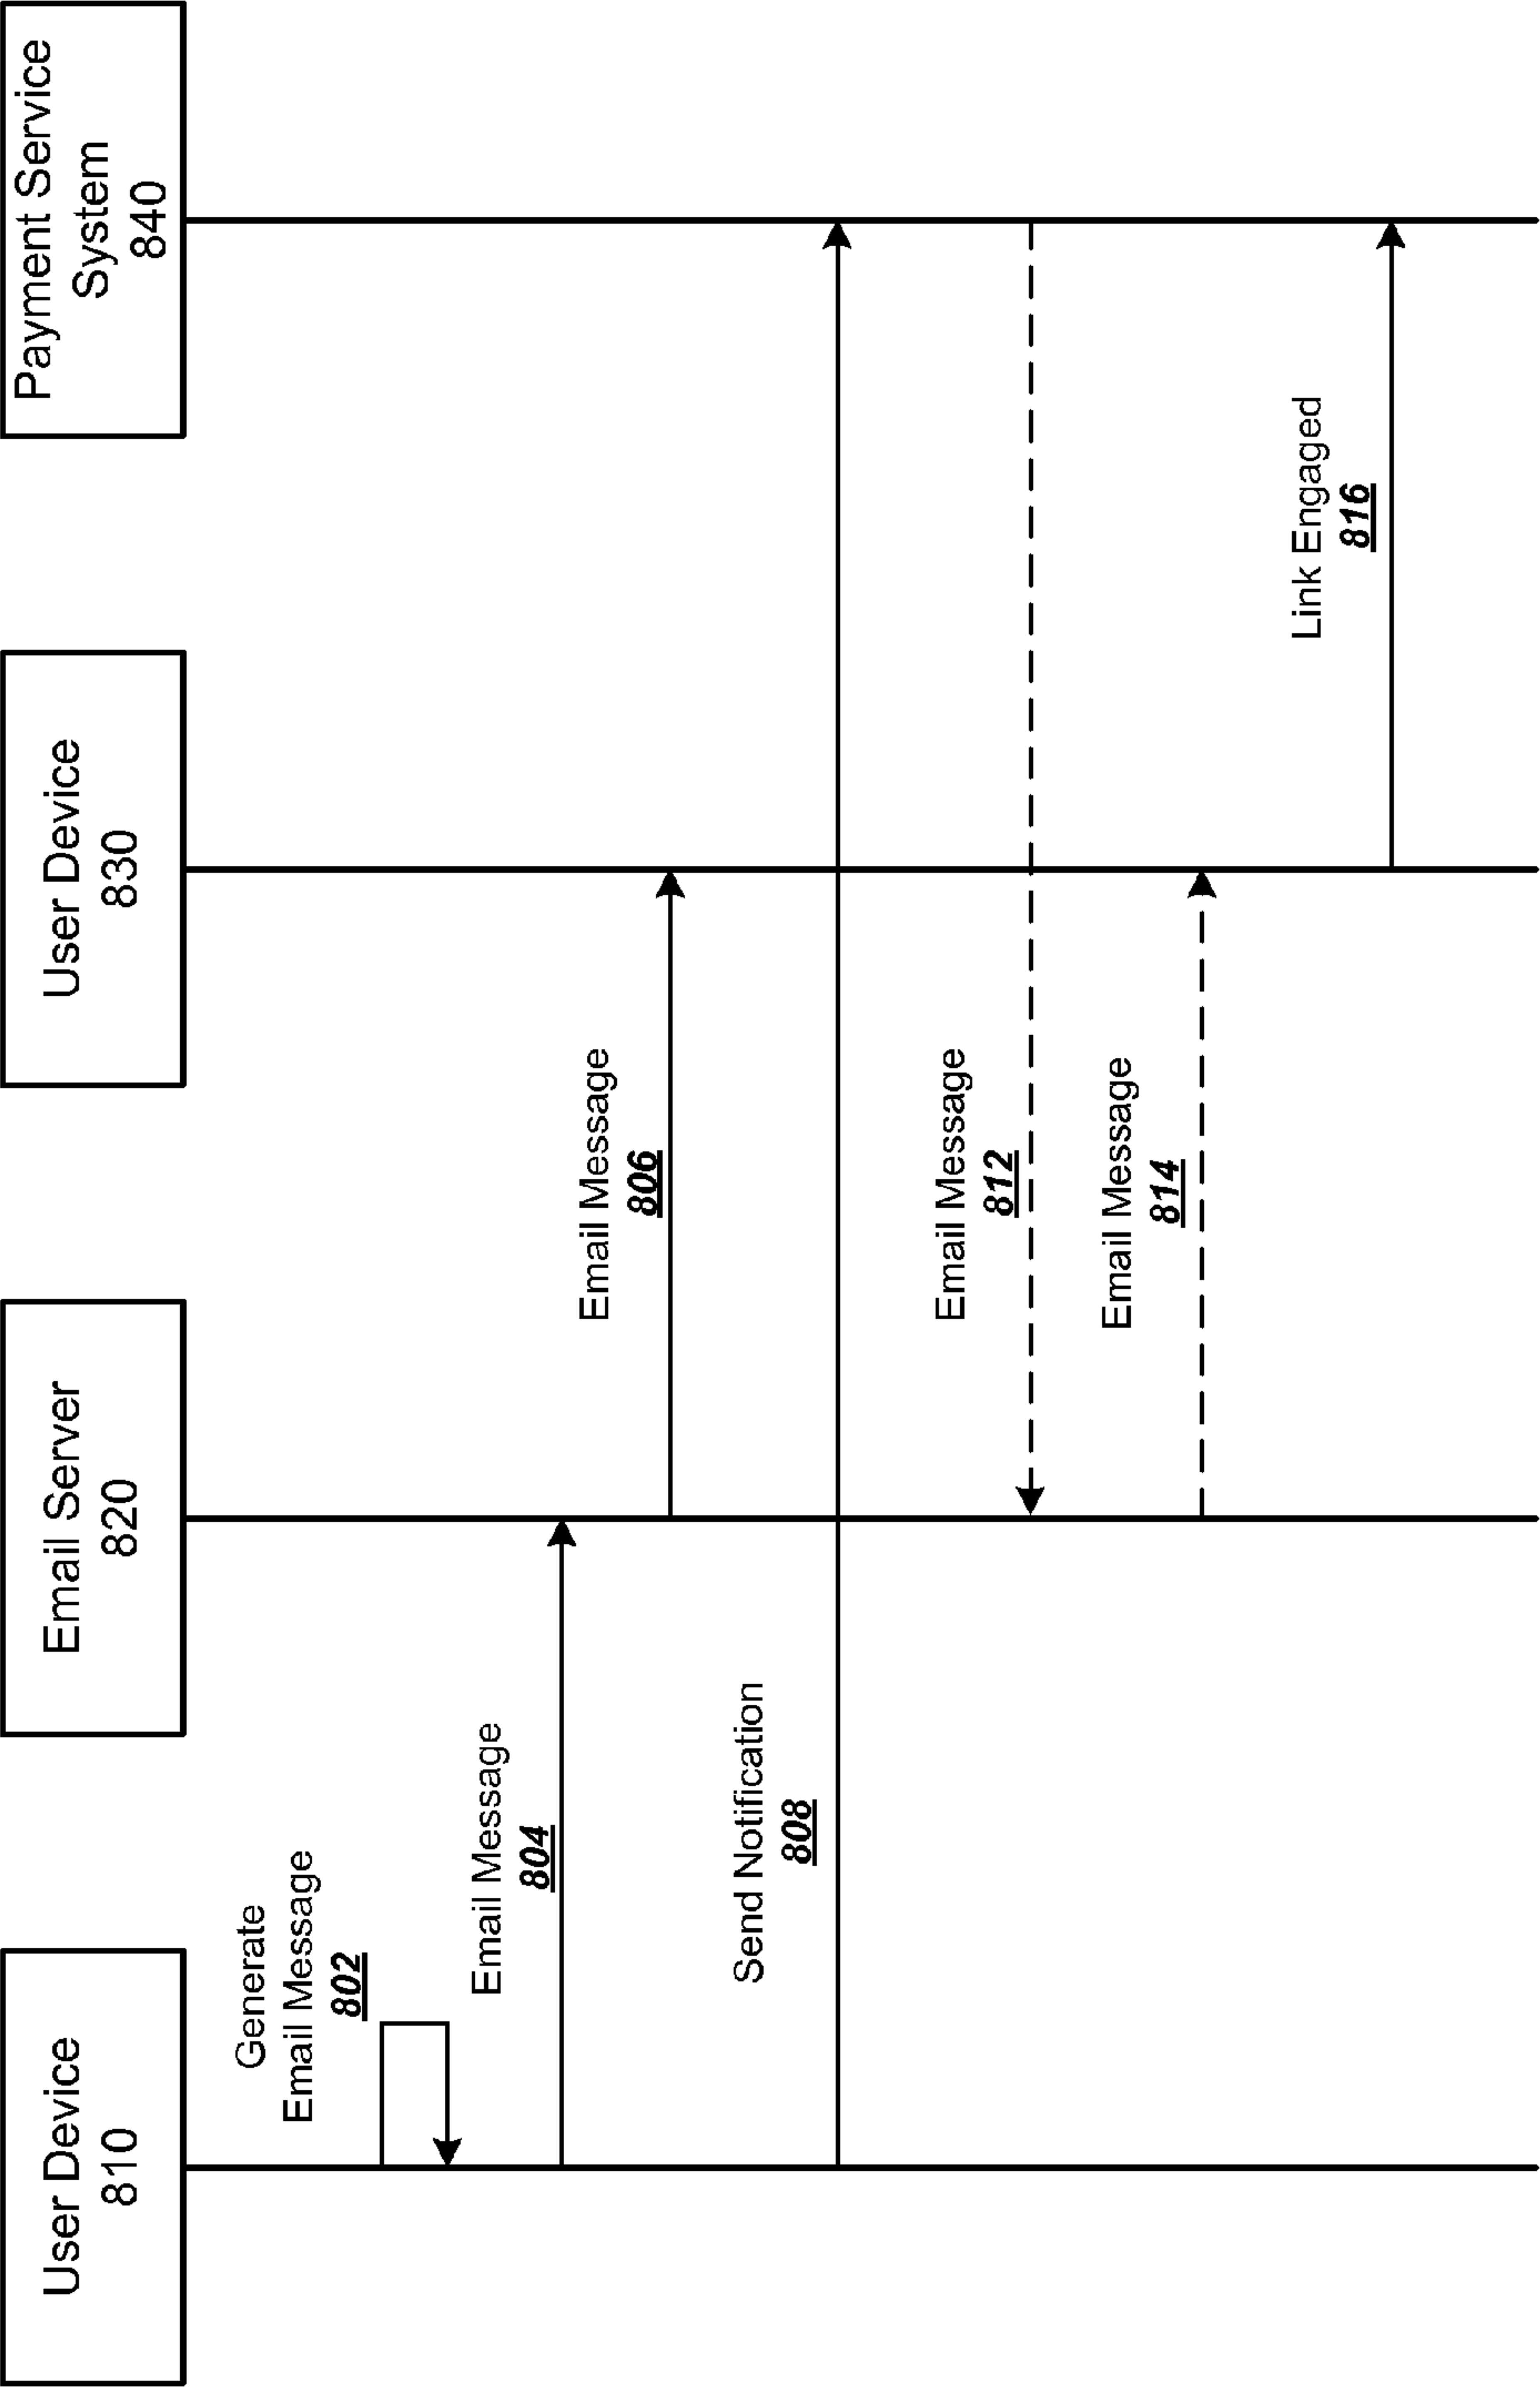 User Device
810
Email Server
820
User Device
830
Payment Service
System
840
Generate
Email Message
802
Email Message
804
Email Message
806
Send Notification
808
Email Message
812
Email Message
814
Link Engaged
816